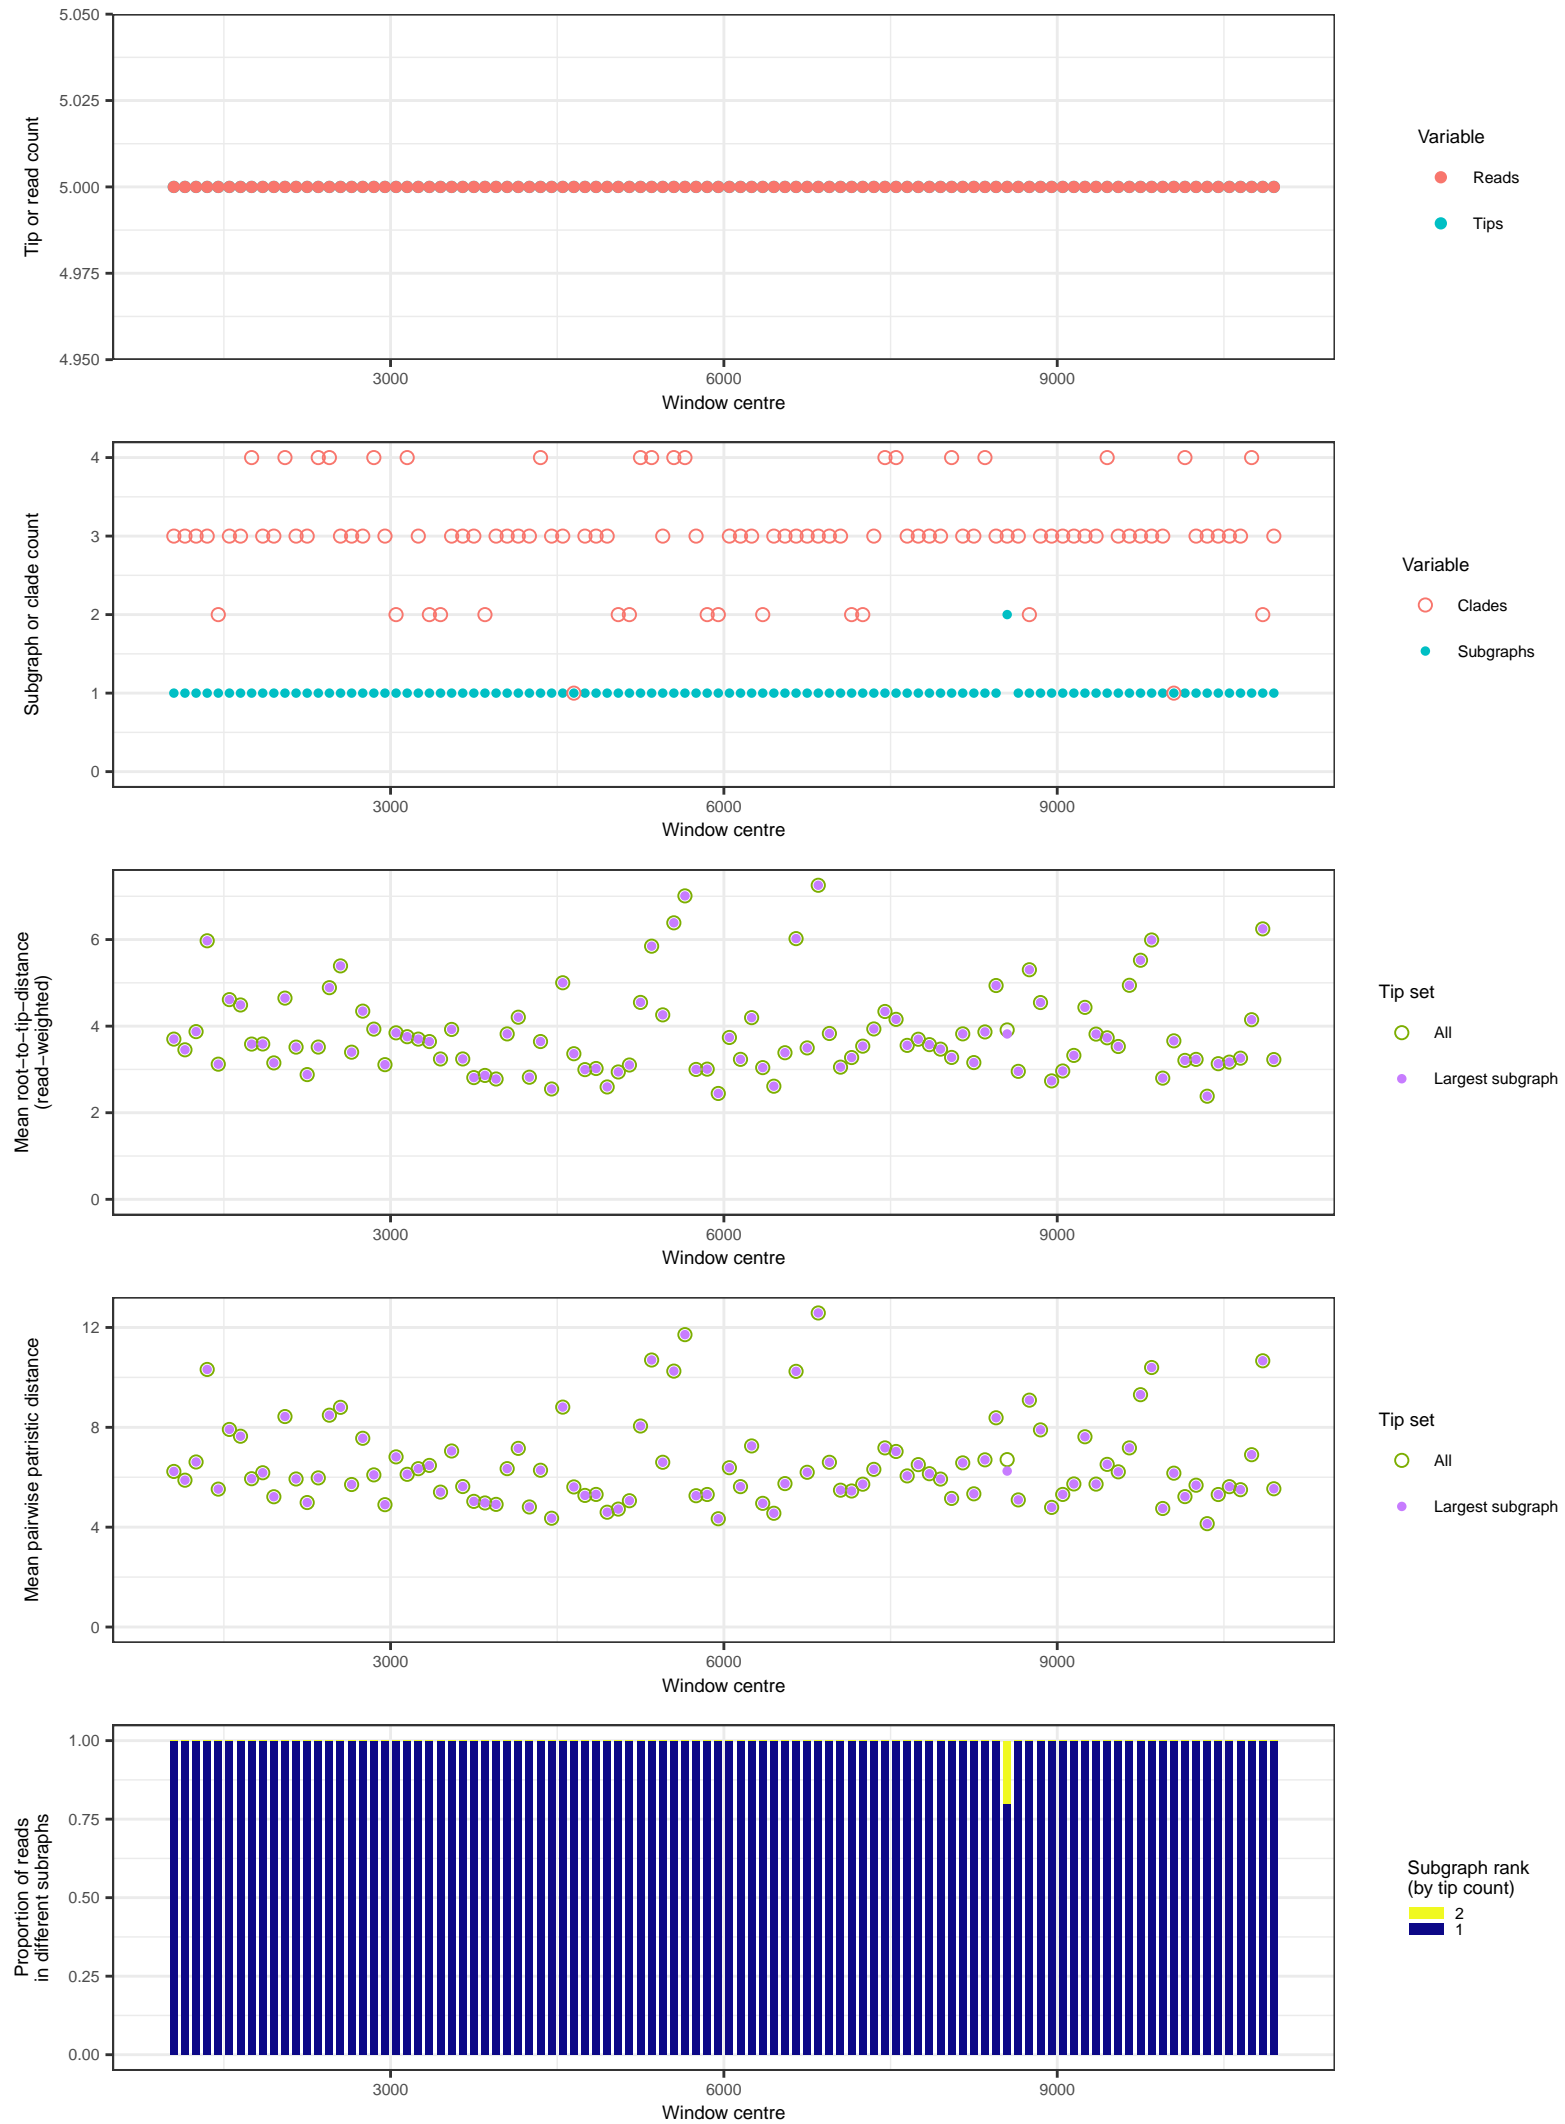 5.050
5.025
5.000
4.975
4.950
Tip or read count
3000 6000 9000
Window centre
Variable
Reads
Tips
4
3
2
1
0
Subgraph or clade count
3000 6000 9000
Window centre
Variable
Clades
Subgraphs
6
4
2
0
Mean root−to−tip−distance
(read−weighted)
3000 6000 9000
Window centre
Tip set
All
Largest subgraph
12
8
4
0
Mean pairwise patristic distance
3000 6000 9000
Window centre
Tip set
All
Largest subgraph
1.00
0.75
0.50
0.25
0.00
Proportion of reads
in different subraphs
3000 6000 9000
Window centre
Subgraph rank
(by tip count)
2
1